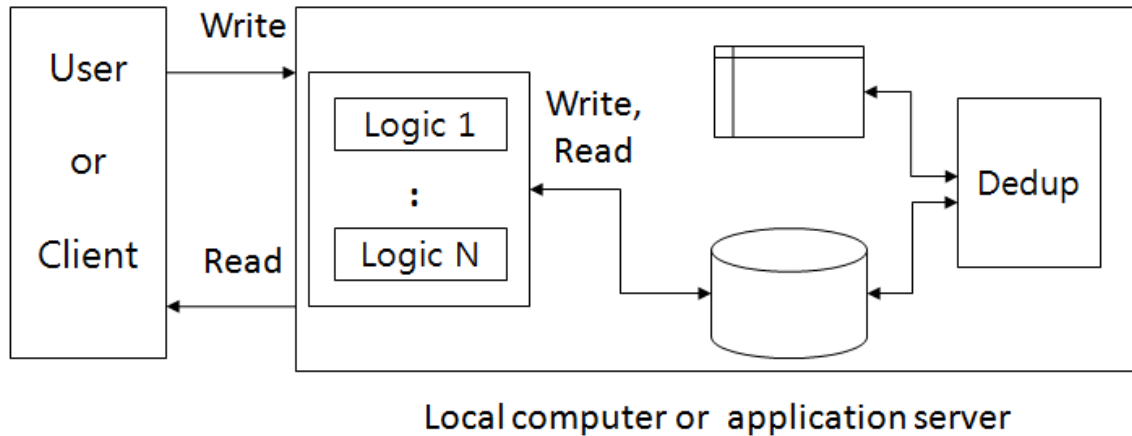 User
or
Client
Write
Read
Logic 1
:
Logic N
Write,
Read
Dedup
Local computer or application server